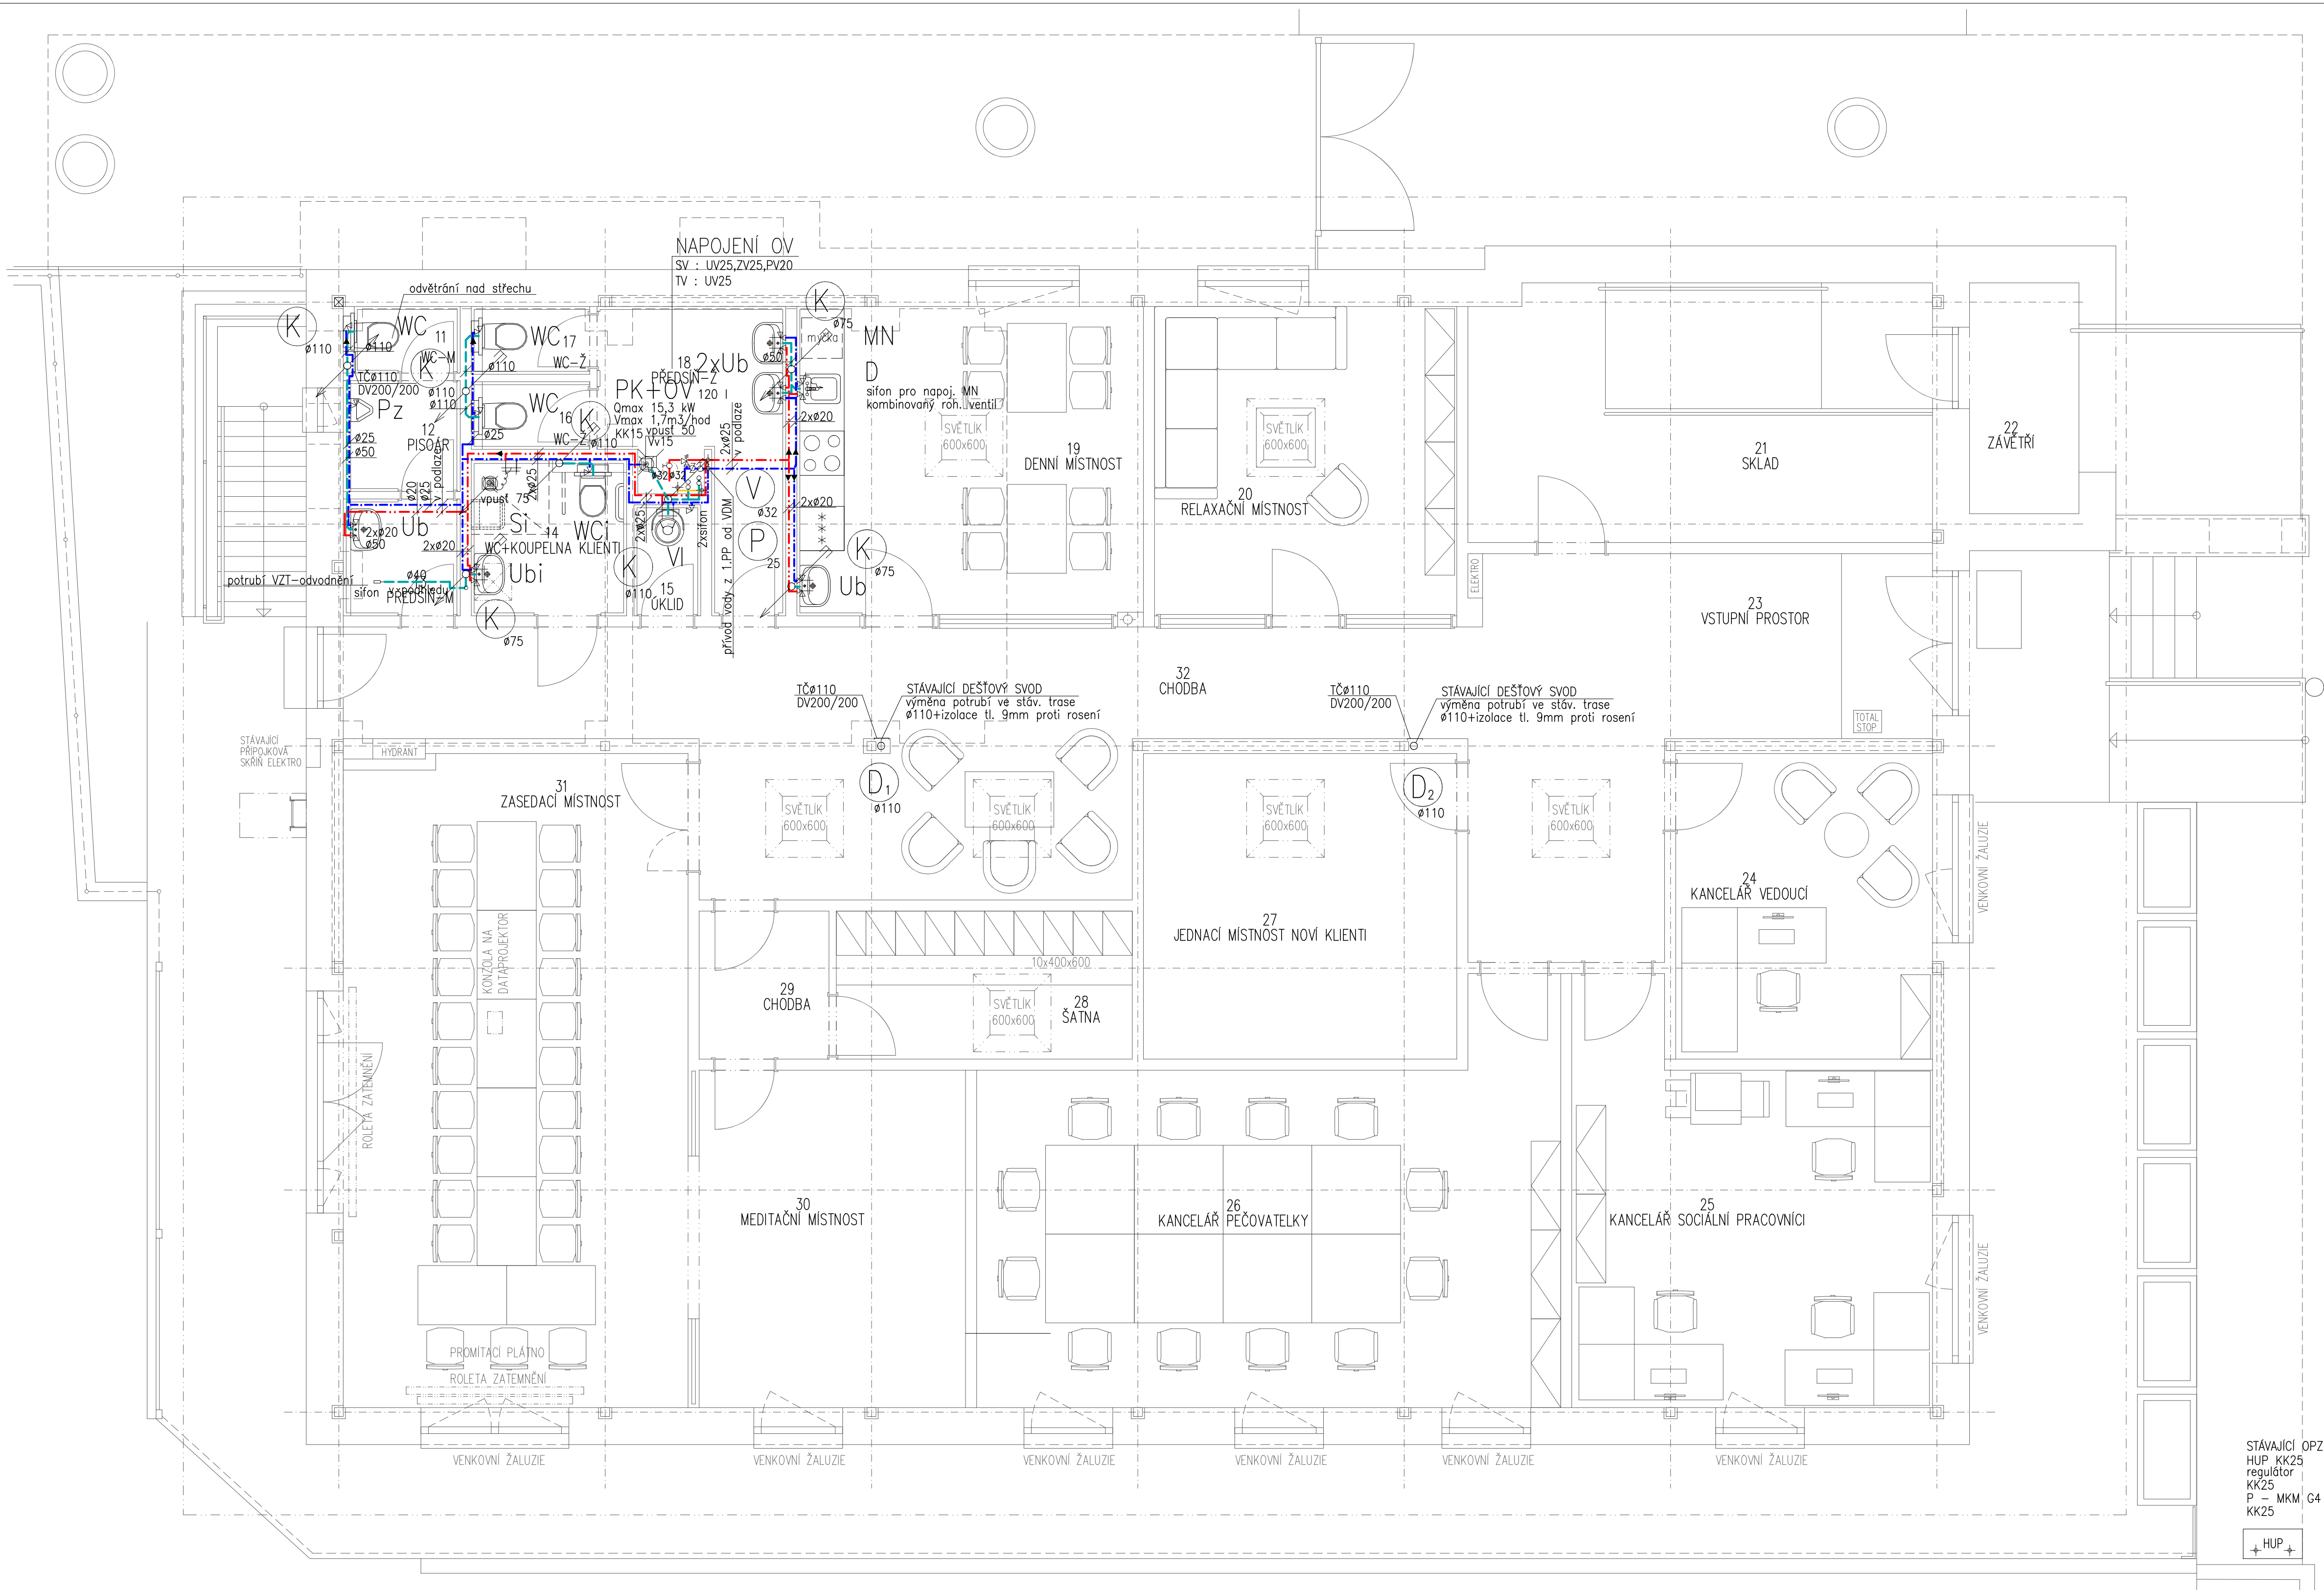 NAPOJENÍ OV
SV : UV25,ZV25,PV20
TV : UV25
odvětrání nad střechu
K
ø110
WC
ø110
11
WC-M
K
TČø110
DV200/200
Pz
ø110
ø110
ø110
WC
17
WC-Ž
WC
16
WC-Ž
ø25
K
ø110
18
PŘEDSÍŇ-Ž
2xUb
PK+OV
120 l
Qmax 15,3 kW
Vmax 1,7m3/hod
KK15
vpusť 50
Vv15
ø50
K
ø75
myčka
MN
D
sifon pro napoj. MN
kombinovaný roh. ventil
2xø20
2xø25
v podlaze
12
PISOÁR
ø25
ø50
ø20
ø25
v podlaze
2xø25
vpusť 75
Si
14
WC+KOUPELNA KLIENTI
WCi
ø32
ø32
V
ø32
P
25
2xø20
2xø25
2xsifon
Vl
K
ø110
15
ÚKLID
přívod vody z 1.PP od VDM
K
ø75
Ub
Ub
2xø20
ø50
2xø20
Ubi
ø40
potrubí VZT-odvodnění
sifon v podhledu
13
PŘEDSÍŇ-M
K
ø75
SVĚTLÍK
600x600
19
DENNÍ MÍSTNOST
SVĚTLÍK
600x600
20
RELAXAČNÍ MÍSTNOST
ELEKTRO
21
SKLAD
22
ZÁVĚTŘÍ
23
VSTUPNÍ PROSTOR
TOTAL
STOP
32
CHODBA
TČø110
DV200/200
STÁVAJÍCÍ DEŠŤOVÝ SVOD
výměna potrubí ve stáv. trase
ø110+izolace tl. 9mm proti rosení
TČø110
DV200/200
STÁVAJÍCÍ DEŠŤOVÝ SVOD
výměna potrubí ve stáv. trase
ø110+izolace tl. 9mm proti rosení
STÁVAJÍCÍ
PŘÍPOJKOVÁ
SKŘÍŇ ELEKTRO
HYDRANT
31
ZASEDACÍ MÍSTNOST
D1
ø110
D2
ø110
SVĚTLÍK
600x600
SVĚTLÍK
600x600
SVĚTLÍK
600x600
SVĚTLÍK
600x600
24
KANCELÁŘ VEDOUCÍ
VENKOVNÍ ŽALUZIE
27
JEDNACÍ MÍSTNOST NOVÍ KLIENTI
KONZOLA NA
DATAPROJEKTOR
10x400x600
29
CHODBA
SVĚTLÍK
600x600
28
ŠATNA
ROLETA ZATEMNĚNÍ
30
MEDITAČNÍ MÍSTNOST
26
KANCELÁŘ PEČOVATELKY
25
KANCELÁŘ SOCIÁLNÍ PRACOVNÍCI
VENKOVNÍ ŽALUZIE
PROMÍTACÍ PLÁTNO
ROLETA ZATEMNĚNÍ
VENKOVNÍ ŽALUZIE
VENKOVNÍ ŽALUZIE
VENKOVNÍ ŽALUZIE
VENKOVNÍ ŽALUZIE
VENKOVNÍ ŽALUZIE
VENKOVNÍ ŽALUZIE
STÁVAJÍCÍ OPZ
HUP KK25
regulátor
KK25
P - MKM G4
KK25
HUP